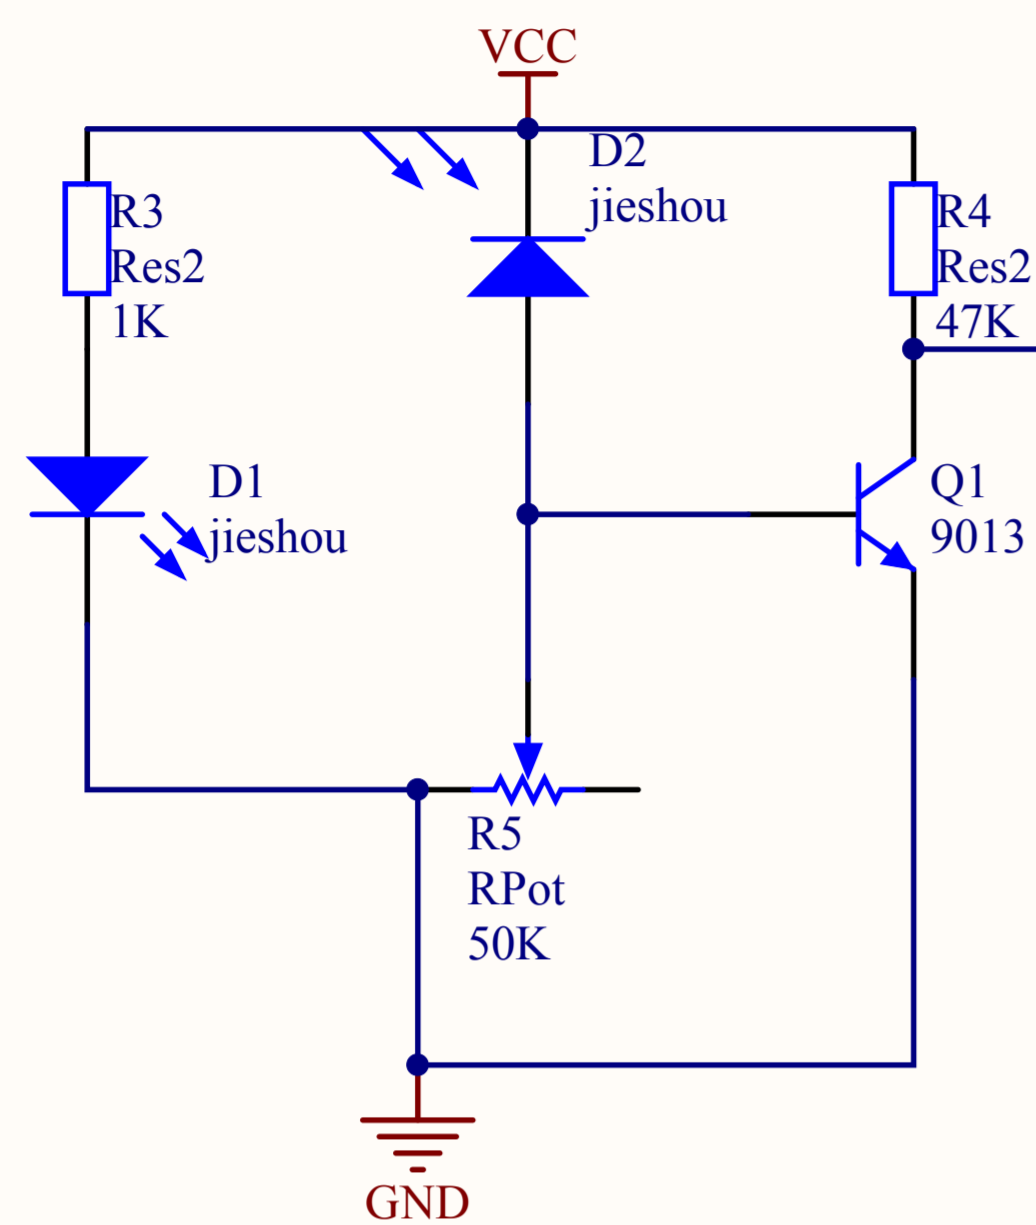 VCC
D2
jieshou
R3
Res2
1K
R4
Res2
47K
D1
jieshou
Q1
9013
R5
RPot
50K
GND